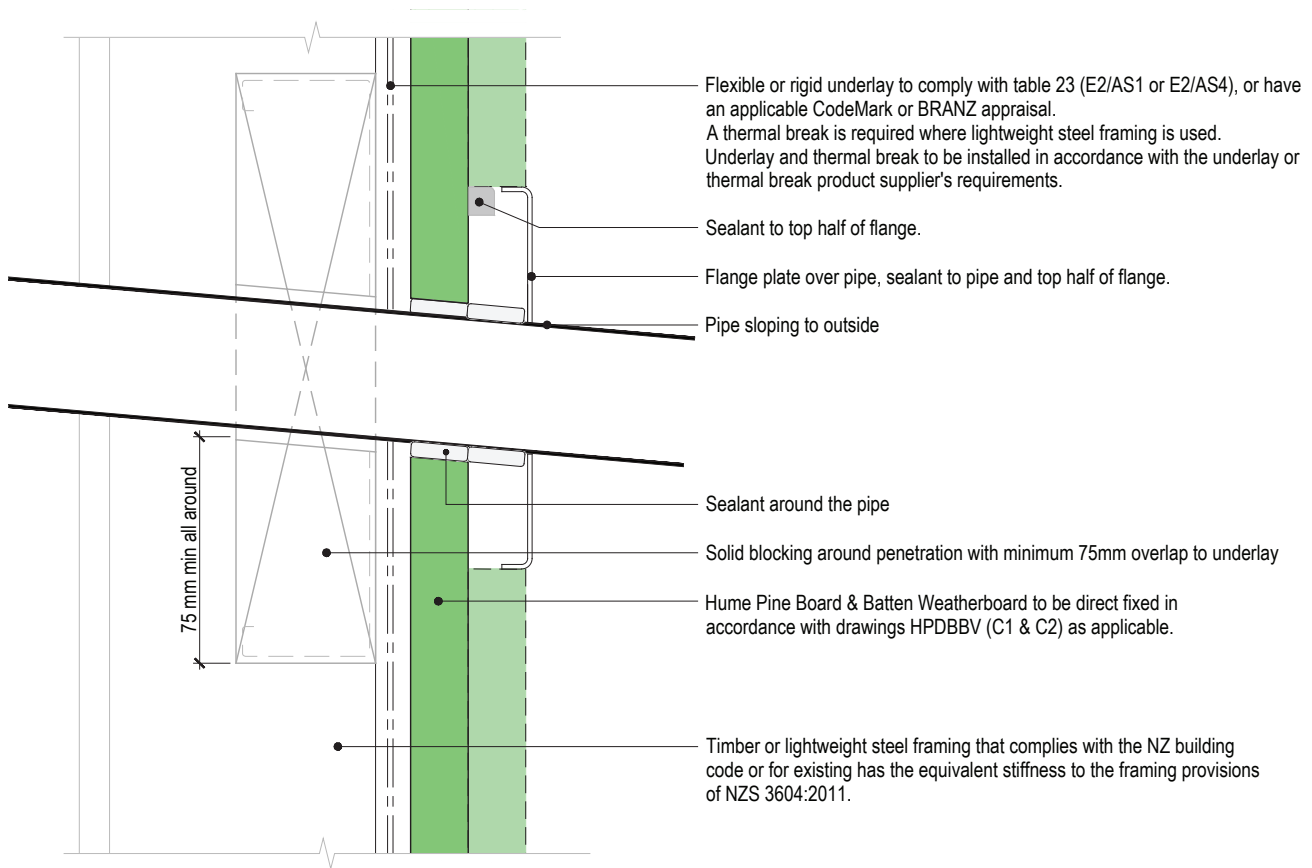 Flexible or rigid underlay to comply with table 23 (E2/AS1 or E2/AS4), or have
an applicable CodeMark or BRANZ appraisal.
A thermal break is required where lightweight steel framing is used.
Underlay and thermal break to be installed in accordance with the underlay or
thermal break product supplier's requirements.
Sealant to top half of flange.
Flange plate over pipe, sealant to pipe and top half of flange.
Pipe sloping to outside
75 mm min all around
Sealant around the pipe
Solid blocking around penetration with minimum 75mm overlap to underlay
Hume Pine Board & Batten Weatherboard to be direct fixed in
accordance with drawings HPDBBV (C1 & C2) as applicable.
Timber or lightweight steel framing that complies with the NZ building
code or for existing has the equivalent stiffness to the framing provisions
of NZS 3604:2011.